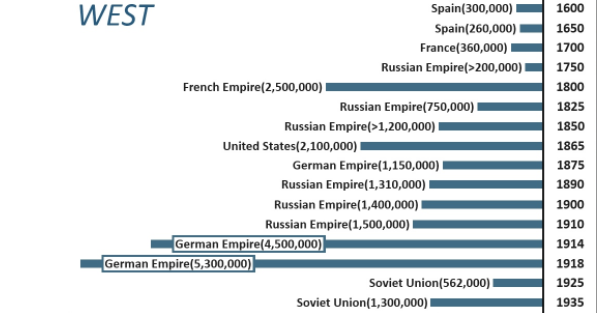 WEST
Spain(300,000) 1600
Spain(260,000) 1650
France(360,000) 1700
Russian Empire(>200,000) 1750
French Empire(2,500,000) 1800
Russian Empire(750,000) 1825
Russian Empire(>1,200,000) 1850
United States(2,100,000) 1865
German Empire(1,150,000) 1875
Russian Empire(1,310,000) 1890
Russian Empire(1,400,000) 1900
Russian Empire(1,500,000) 1910
German Empire(4,500,000) 1914
German Empire(5,300,000) 1918
Soviet Union(562,000) 1925
Soviet Union(1,300,000) 1935